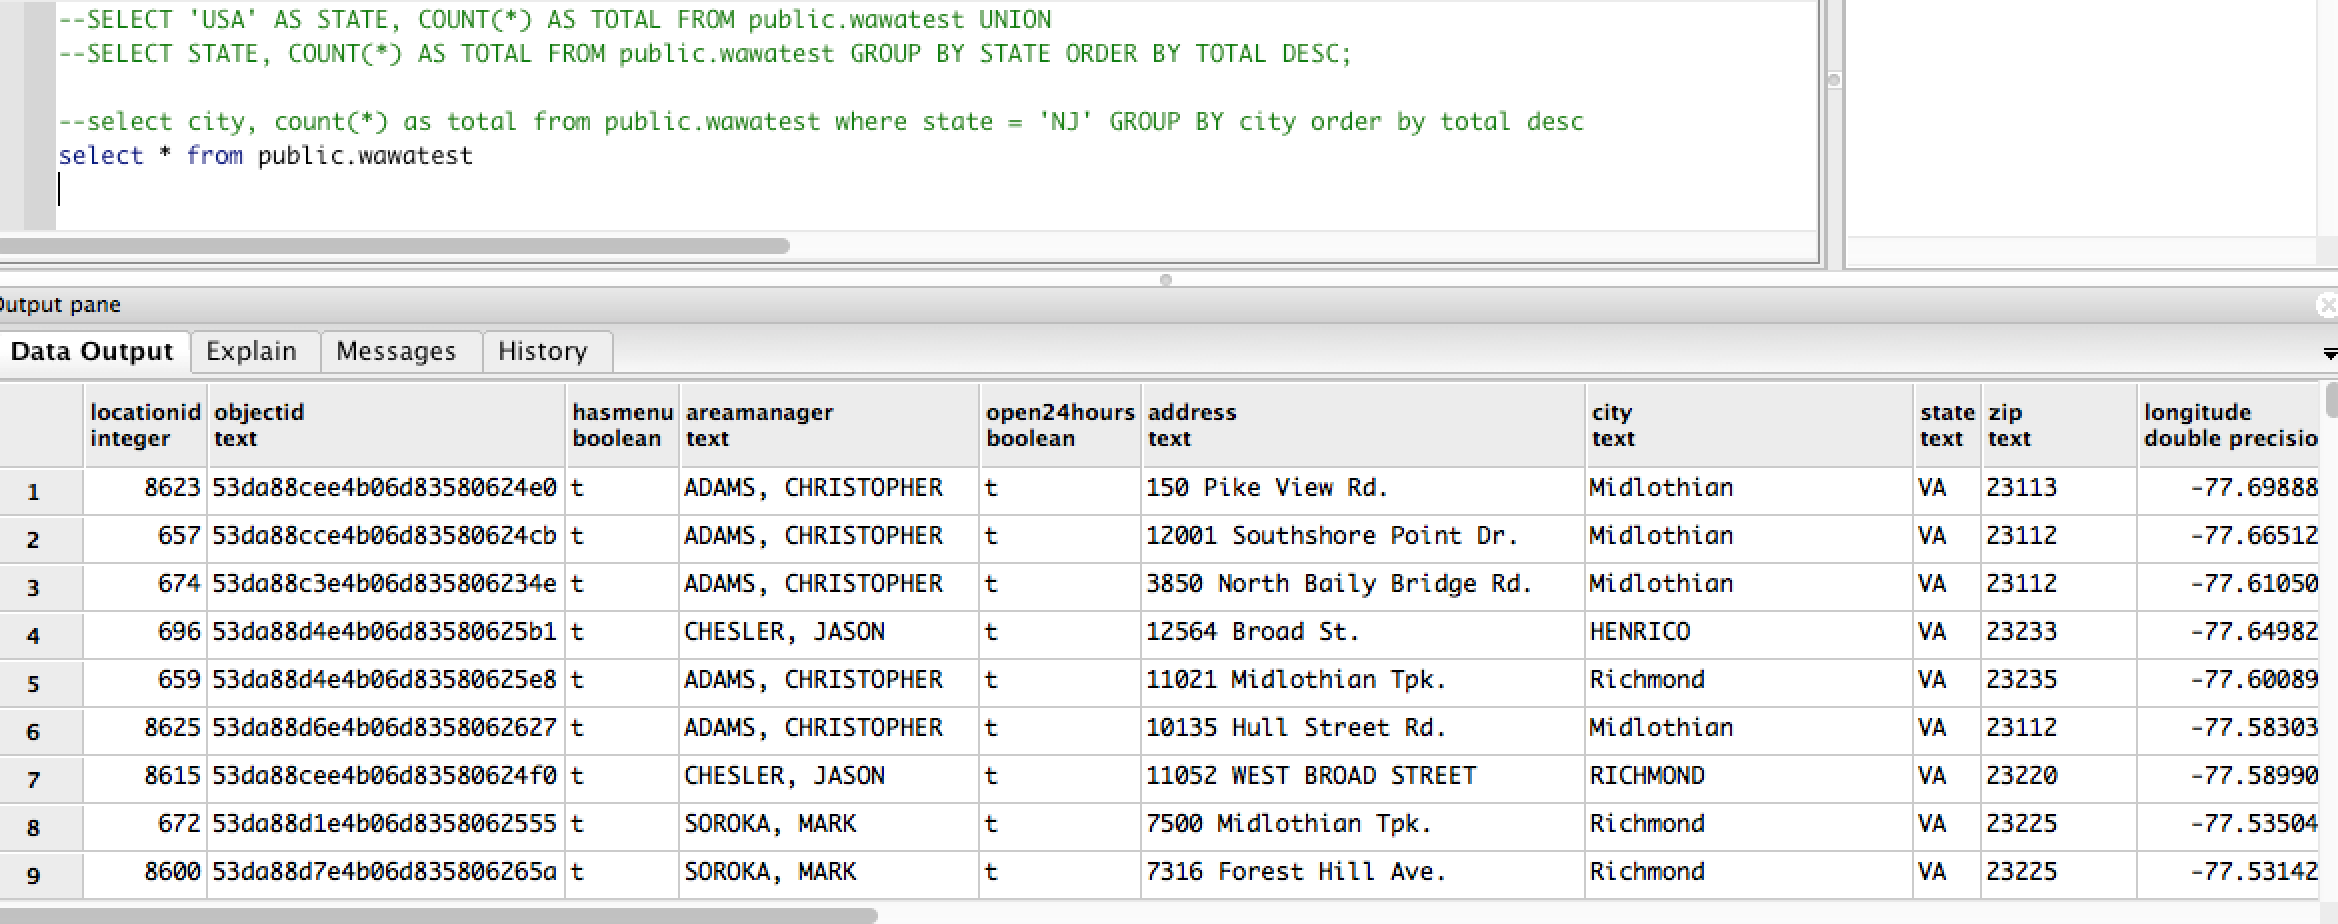 --SELECT 'USA' AS STATE, COUNT(*) AS TOTAL FROM public.wawatest UNION
--SELECT STATE, COUNT(*) AS TOTAL FROM public.wawatest GROUP BY STATE ORDER BY TOTAL DESC;
--select city, count(*) as total from public.wawatest where state = 'NJ' GROUP BY city order by total desc
select * from public.wawatest
Output pane
Data Output Explain Messages History
locationid objectid hasmenu areamanager open24hours address city state zip longitude
integer text boolean text boolean text text text text double precisio
1 8623 53da88cee4b06d83580624e0 t ADAMS, CHRISTOPHER t 150 Pike View Rd. Midlothian VA 23113 -77.69888
2 657 53da88cce4b06d83580624cb t ADAMS, CHRISTOPHER t 12001 Southshore Point Dr. Midlothian VA 23112 -77.66512
3 674 53da88c3e4b06d835806234e t ADAMS, CHRISTOPHER t 3850 North Baily Bridge Rd. Midlothian VA 23112 -77.61050
4 696 53da88d4e4b06d83580625b1 t CHESLER, JASON t 12564 Broad St. HENRICO VA 23233 -77.64982
5 659 53da88d4e4b06d83580625e8 t ADAMS, CHRISTOPHER t 11021 Midlothian Tpk. Richmond VA 23235 -77.60089
6 8625 53da88d6e4b06d8358062627 t ADAMS, CHRISTOPHER t 10135 Hull Street Rd. Midlothian VA 23112 -77.58303
7 8615 53da88cee4b06d83580624f0 t CHESLER, JASON t 11052 WEST BROAD STREET RICHMOND VA 23220 -77.58990
8 672 53da88d1e4b06d8358062555 t SOROKA, MARK t 7500 Midlothian Tpk. Richmond VA 23225 -77.53504
9 8600 53da88d7e4b06d835806265a t SOROKA, MARK t 7316 Forest Hill Ave. Richmond VA 23225 -77.53142